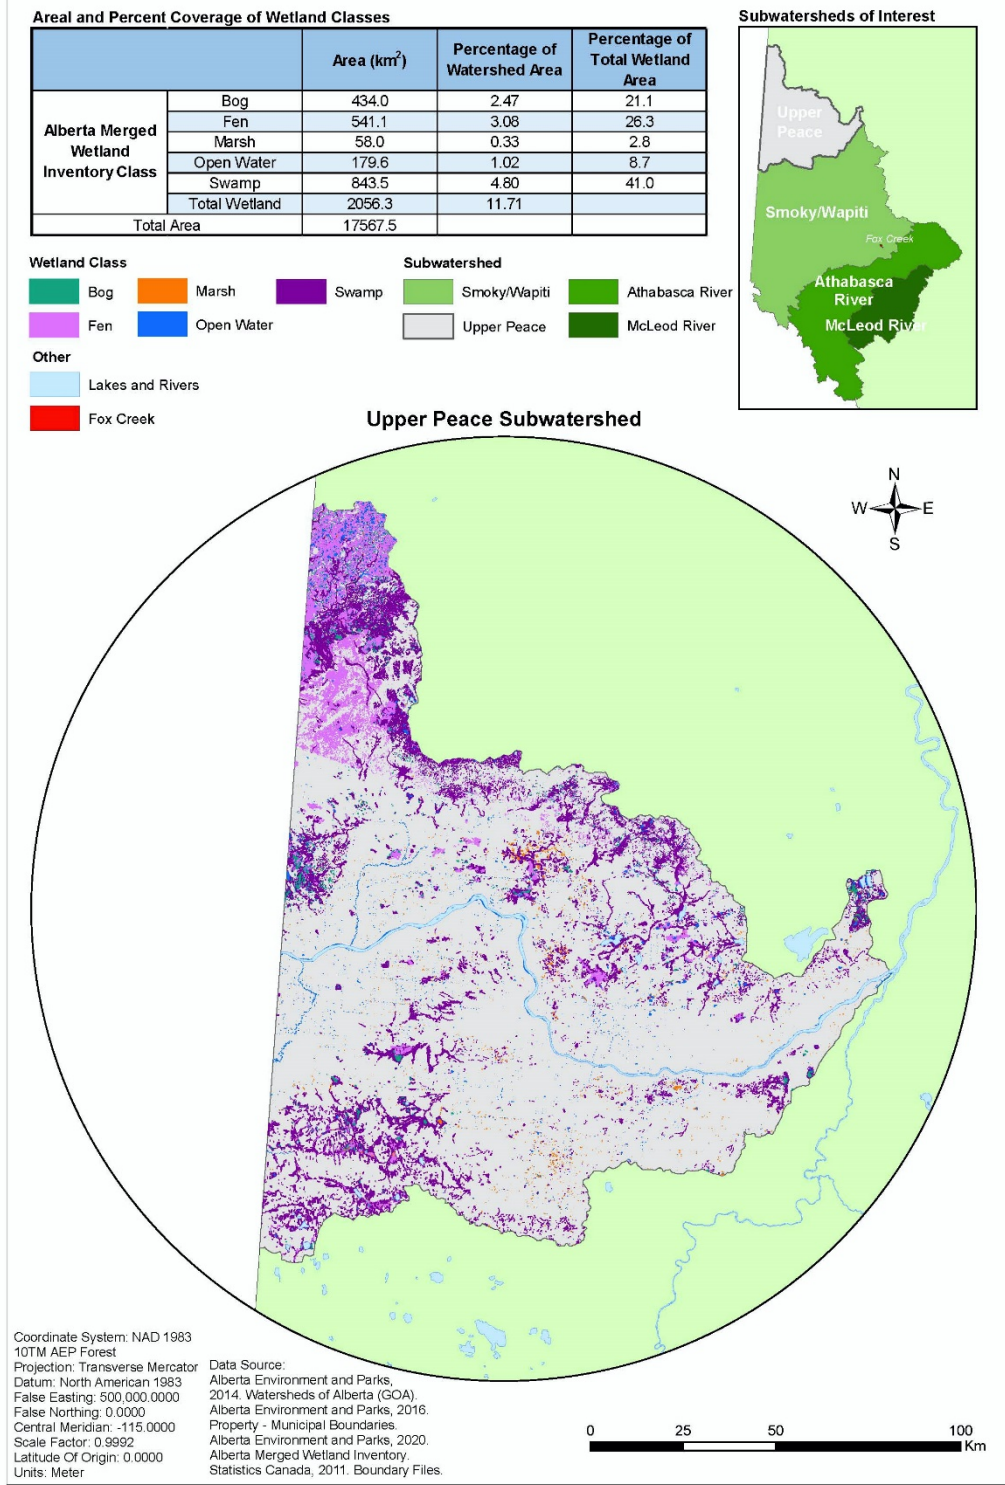 Areal and Percent Coverage of Wetland Classes
Area (km²) Percentage of Watershed Area Percentage of Total Wetland Area
Alberta Merged Wetland Inventory Class
Bog 434.0 2.47 21.1
Fen 541.1 3.08 26.3
Marsh 58.0 0.33 2.8
Open Water 179.6 1.02 8.7
Swamp 843.5 4.80 41.0
Total Wetland 2056.3 11.71
Total Area 17567.5
Subwatersheds of Interest
Upper
Peace
Smoky/Wapiti
Fox Creek
Athabasca
River
McLeod River
Wetland Class
Bog
Marsh
Swamp
Fen
Open Water
Subwatershed
Smoky/Wapiti
Athabasca River
Upper Peace
McLeod River
Other
Lakes and Rivers
Fox Creek
Upper Peace Subwatershed
N
W E
S
Coordinate System: NAD 1983
10TM AEP Forest
Projection: Transverse Mercator
Datum: North American 1983
False Easting: 500,000.0000
False Northing: 0.0000
Central Meridian: -115.0000
Scale Factor: 0.9992
Latitude Of Origin: 0.0000
Units: Meter
Data Source:
Alberta Environment and Parks,
2014. Watersheds of Alberta (GOA).
Alberta Environment and Parks, 2016.
Property - Municipal Boundaries.
Alberta Environment and Parks, 2020.
Alberta Merged Wetland Inventory.
Statistics Canada, 2011. Boundary Files.
0 25 50 100
Km